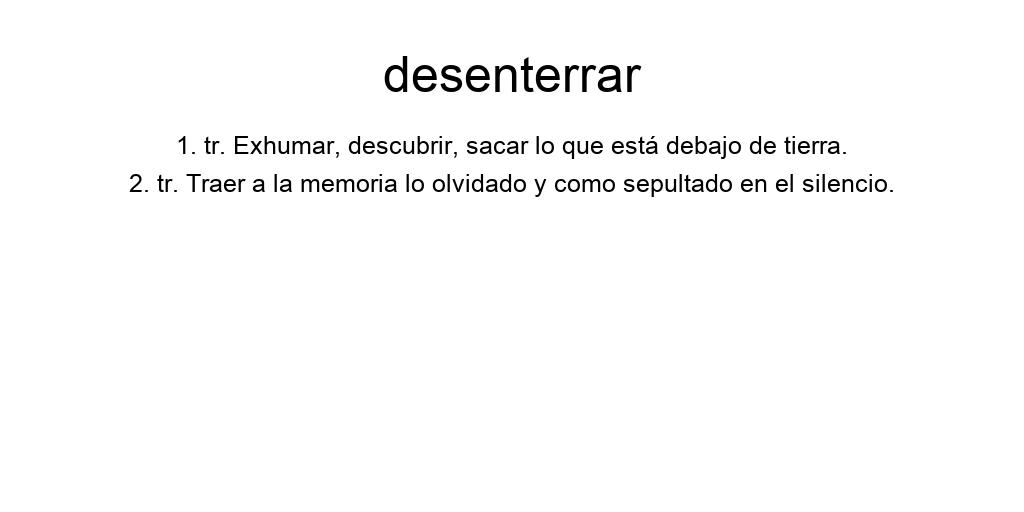 desenterrar
1. tr. Exhumar, descubrir, sacar lo que está debajo de tierra.
2. tr. Traer a la memoria lo olvidado y como sepultado en el silencio.